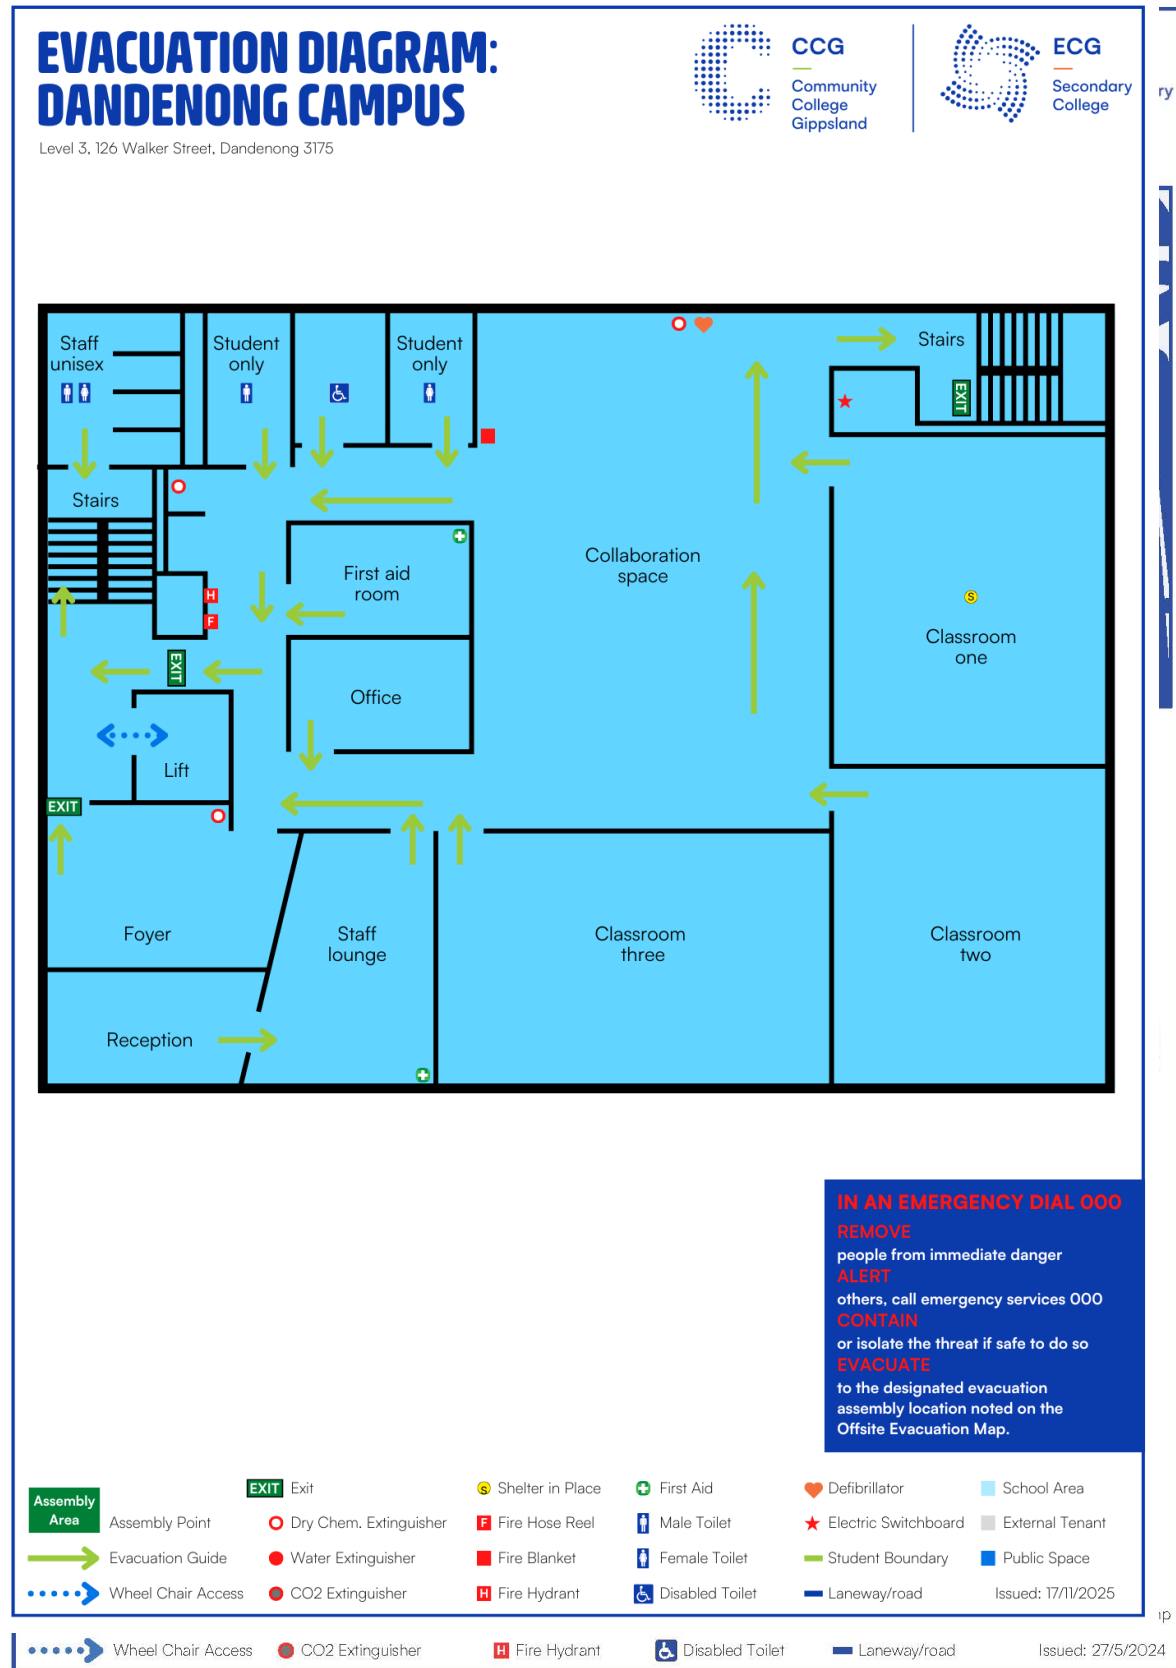 EVACUATION DIAGRAM:
DANDENONG CAMPUS
Level 3, 126 Walker Street, Dandenong 3175
CCG
Community
College
Gippsland
ECG
Secondary
College
ry
Staff
unisex
Student
only
Student
only
Stairs
EXIT
Stairs
First aid
room
Collaboration
space
S
Classroom
one
H
F
EXIT
Office
Lift
EXIT
Foyer
Staff
lounge
Classroom
three
Classroom
two
Reception
IN AN EMERGENCY DIAL 000
REMOVE
people from immediate danger
ALERT
others, call emergency services 000
CONTAIN
or isolate the threat if safe to do so
EVACUATE
to the designated evacuation
assembly location noted on the
Offsite Evacuation Map.
Assembly
Area
Assembly Point
Evacuation Guide
Wheel Chair Access
EXIT Exit
Dry Chem. Extinguisher
Water Extinguisher
CO2 Extinguisher
S Shelter in Place
F Fire Hose Reel
Fire Blanket
H Fire Hydrant
First Aid
Male Toilet
Female Toilet
Disabled Toilet
Defibrillator
Electric Switchboard
Student Boundary
Laneway/road
School Area
External Tenant
Public Space
Issued: 17/11/2025
Wheel Chair Access
CO2 Extinguisher
H Fire Hydrant
Disabled Toilet
Laneway/road
Issued: 27/5/2024